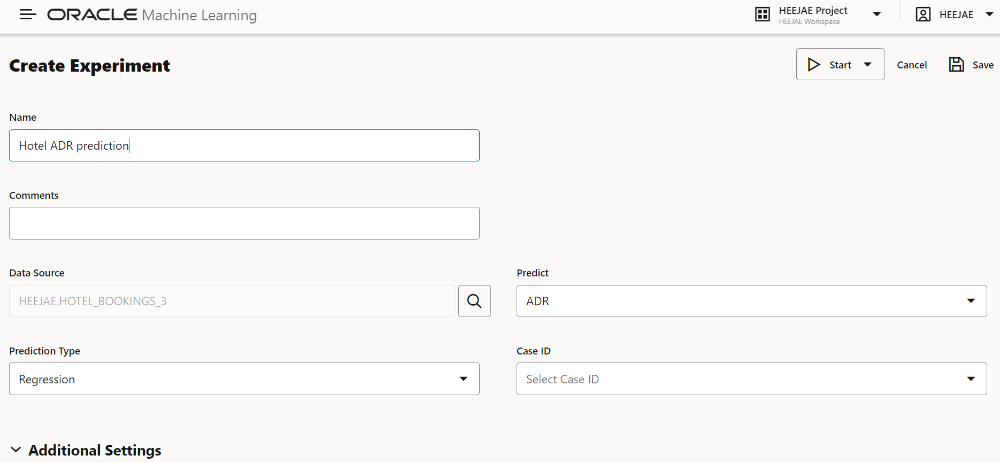 ORACLE Machine Learning
HEEJAE Project
HEEJAE Workspace
HEEJAE
Create Experiment
Start
Cancel
Save
Name
Hotel ADR prediction
Comments
Data Source
Predict
HEEJAE.HOTEL_BOOKINGS_3
ADR
Prediction Type
Case ID
Regression
Select Case ID
Additional Settings